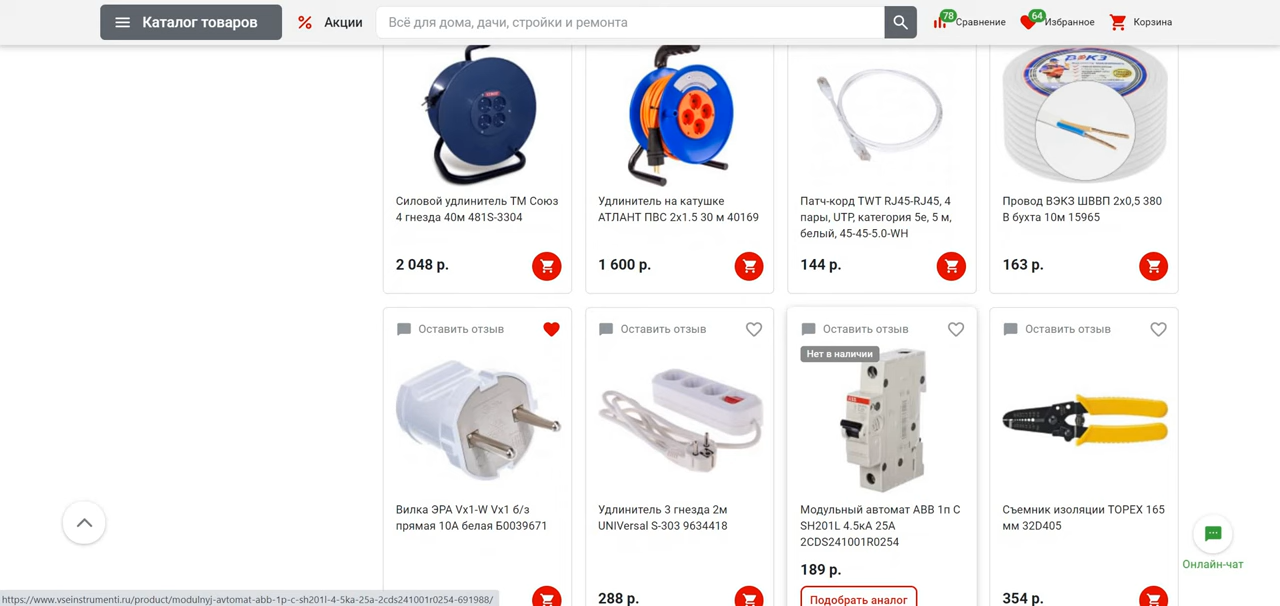 Каталог товаров
Акции
Всё для дома, дачи, стройки и ремонта
78
Сравнение
64
Избранное
Корзина
Силовой удлинитель ТМ Союз
4 гнезда 40м 481S-3304
2 048 р.
Удлинитель на катушке
АТЛАНТ ПВС 2x1.5 30 м 40169
1 600 р.
Патч-корд TWT RJ45-RJ45, 4
пары, UTP, категория 5e, 5 м,
белый, 45-45-5.0-WH
144 р.
Провод ВЭКЗ ШВВП 2x0,5 380
В бухта 10м 15965
163 р.
Оставить отзыв
Вилка ЭРА Vx1-W Vx1 б/з
прямая 10А белая Б0039671
Оставить отзыв
Удлинитель 3 гнезда 2м
UNIVersal S-303 9634418
288 р.
Оставить отзыв
Нет в наличии
ABB
Модульный автомат ABB 1п C
SH201L 4.5кА 25А
2CDS241001R0254
189 р.
Подобрать аналог
Оставить отзыв
Съемник изоляции TOPEX 165
мм 32D405
354 р.
Онлайн-чат
https://www.vseinstrumenti.ru/product/modulnyj-avtomat-abb-1p-c-sh201l-4-5ka-25a-2cds241001r0254-691988/